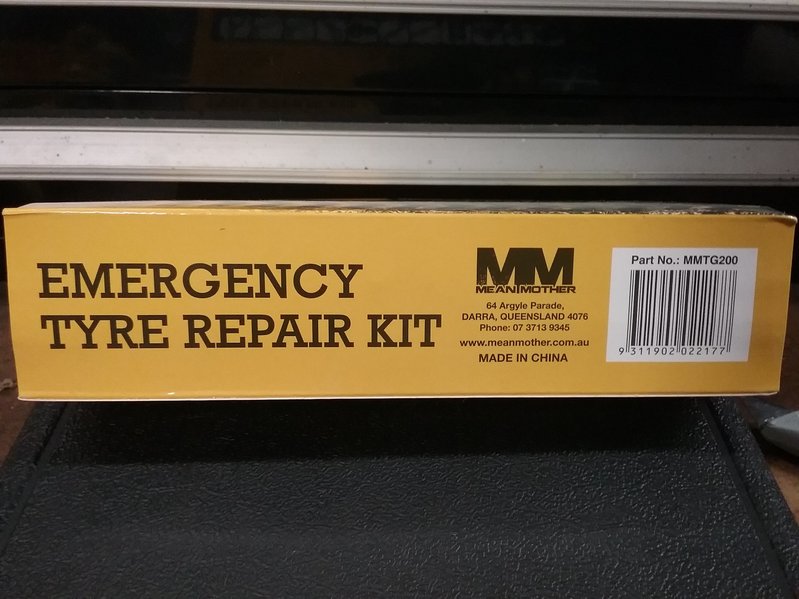 EMERGENCY
TYRE REPAIR KIT
MM
MEAN MOTHER
64 Argyle Parade,
DARRA, QUEENSLAND 4076
Phone: 07 3713 9345
www.meanmother.com.au
MADE IN CHINA
Part No.: MMTG200
9 311902 022177